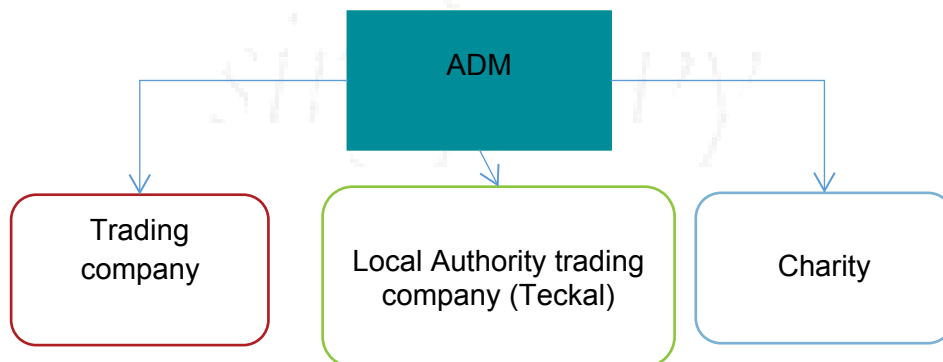 ADM
Trading
company
Local Authority trading
company (Teckal)
Charity